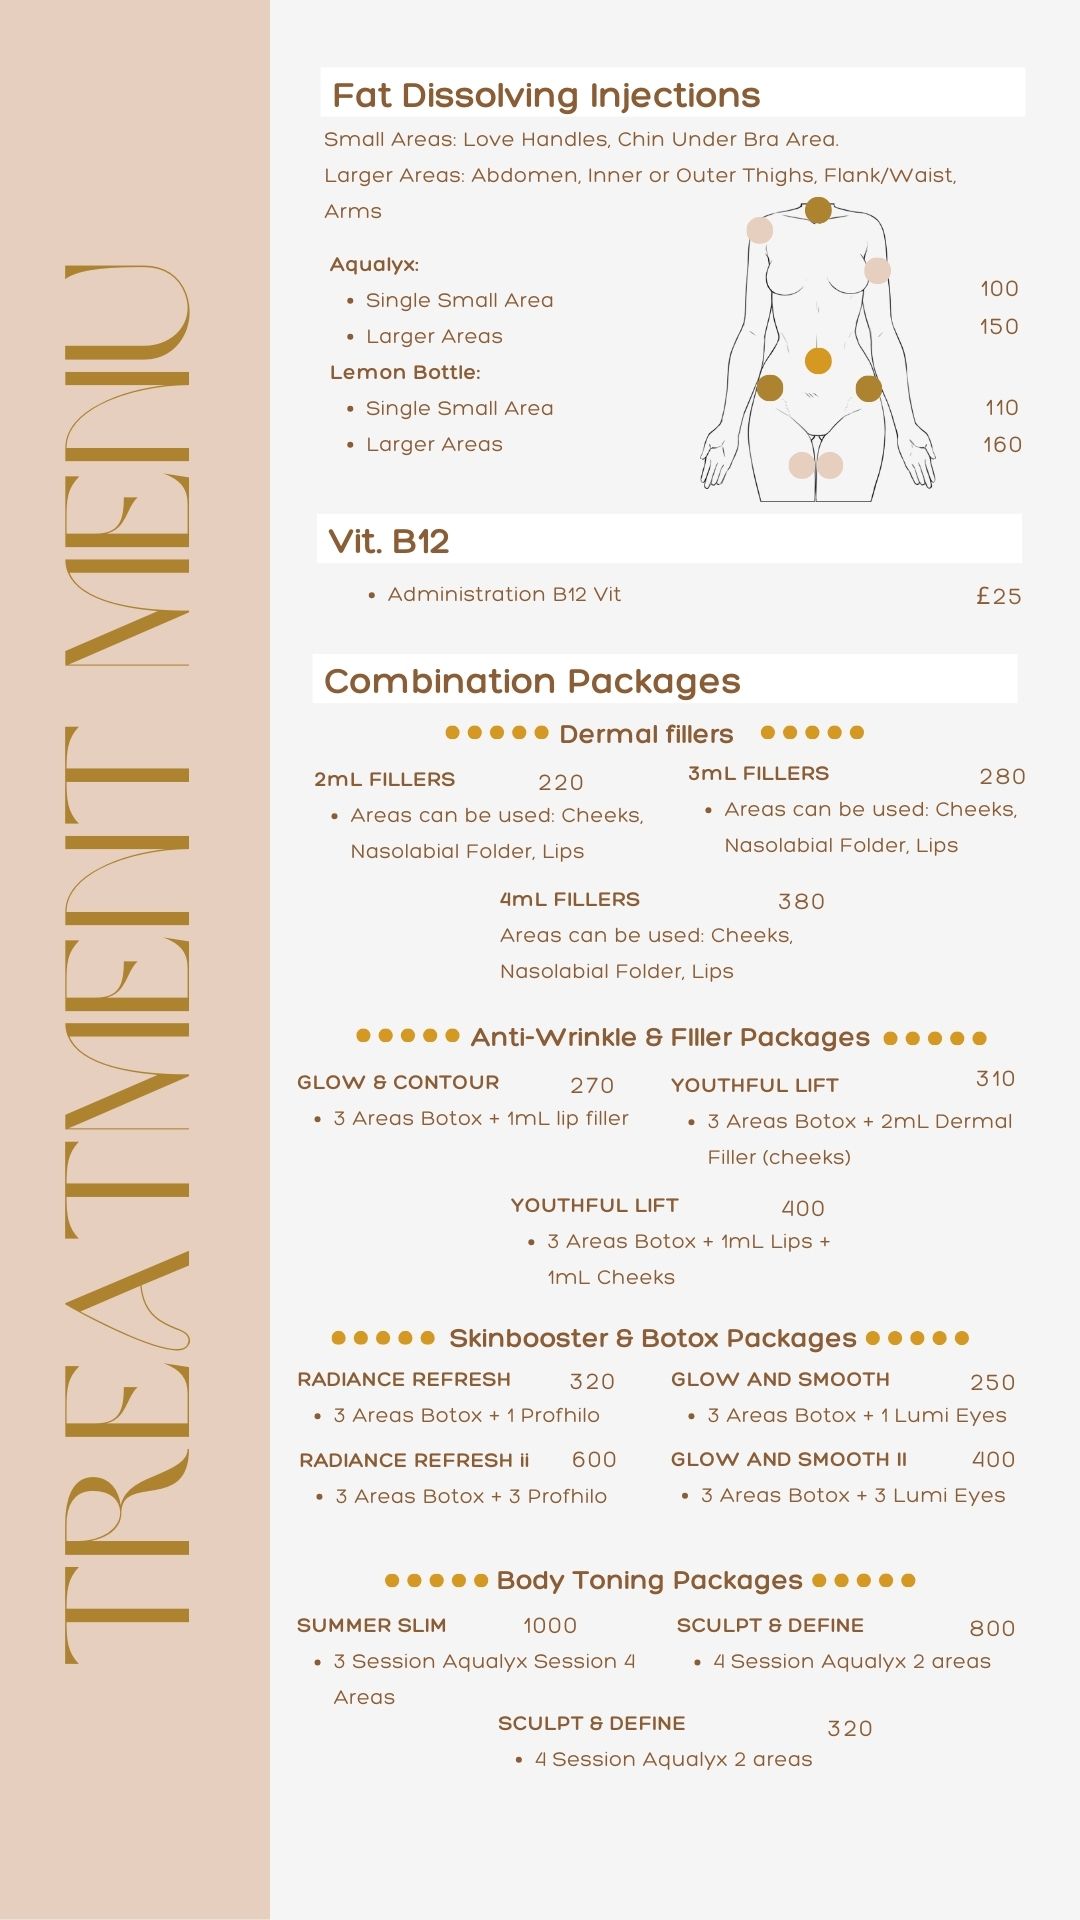 TREATMENT MENU
Fat Dissolving Injections
Small Areas: Love Handles, Chin Under Bra Area.
Larger Areas: Abdomen, Inner or Outer Thighs, Flank/Waist,
Arms
Aqualyx:
• Single Small Area 100
• Larger Areas 150
Lemon Bottle:
• Single Small Area 110
• Larger Areas 160
Vit. B12
• Administration B12 Vit £25
Combination Packages
Dermal fillers
2mL FILLERS 220
• Areas can be used: Cheeks,
Nasolabial Folder, Lips
3mL FILLERS 280
• Areas can be used: Cheeks,
Nasolabial Folder, Lips
4mL FILLERS 380
Areas can be used: Cheeks,
Nasolabial Folder, Lips
Anti-Wrinkle & FIller Packages
GLOW & CONTOUR 270
• 3 Areas Botox + 1mL lip filler
YOUTHFUL LIFT 310
• 3 Areas Botox + 2mL Dermal
Filler (cheeks)
YOUTHFUL LIFT 400
• 3 Areas Botox + 1mL Lips +
1mL Cheeks
Skinbooster & Botox Packages
RADIANCE REFRESH 320
• 3 Areas Botox + 1 Profhilo
GLOW AND SMOOTH 250
• 3 Areas Botox + 1 Lumi Eyes
RADIANCE REFRESH ii 600
• 3 Areas Botox + 3 Profhilo
GLOW AND SMOOTH II 400
• 3 Areas Botox + 3 Lumi Eyes
Body Toning Packages
SUMMER SLIM 1000
• 3 Session Aqualyx Session 4
Areas
SCULPT & DEFINE 800
• 4 Session Aqualyx 2 areas
SCULPT & DEFINE 320
• 4 Session Aqualyx 2 areas